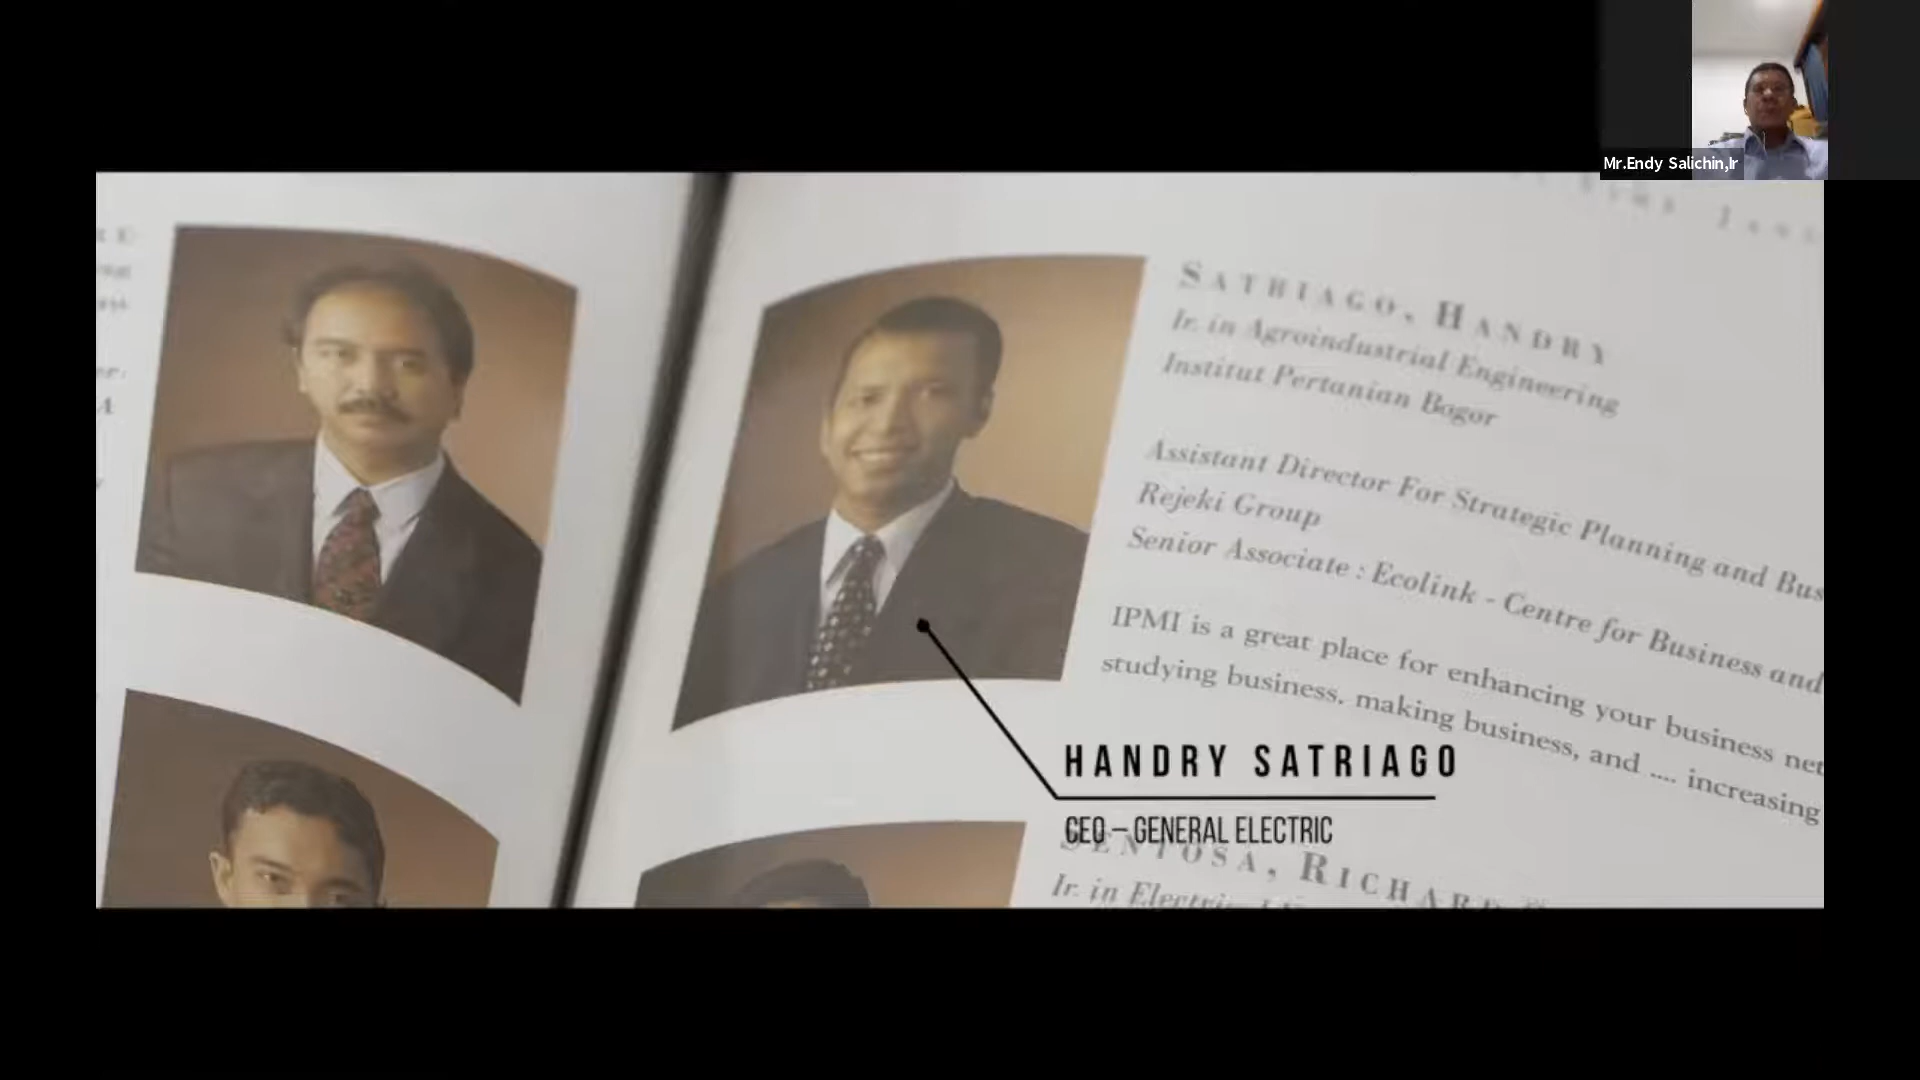 Mr.Endy Salichin,Ir
SATRIAGO, HANDRY
Ir. in Agroindustrial Engineering
Institut Pertanian Bogor
Assistant Director For Strategic Planning and Bus
Rejeki Group
Senior Associate : Ecolink - Centre for Business and
IPMI is a great place for enhancing your business net
studying business, making business, and .... increasing
HANDRY SATRIAGO
CEO – GENERAL ELECTRIC
SENTOSA, RICHARD
Ir. in